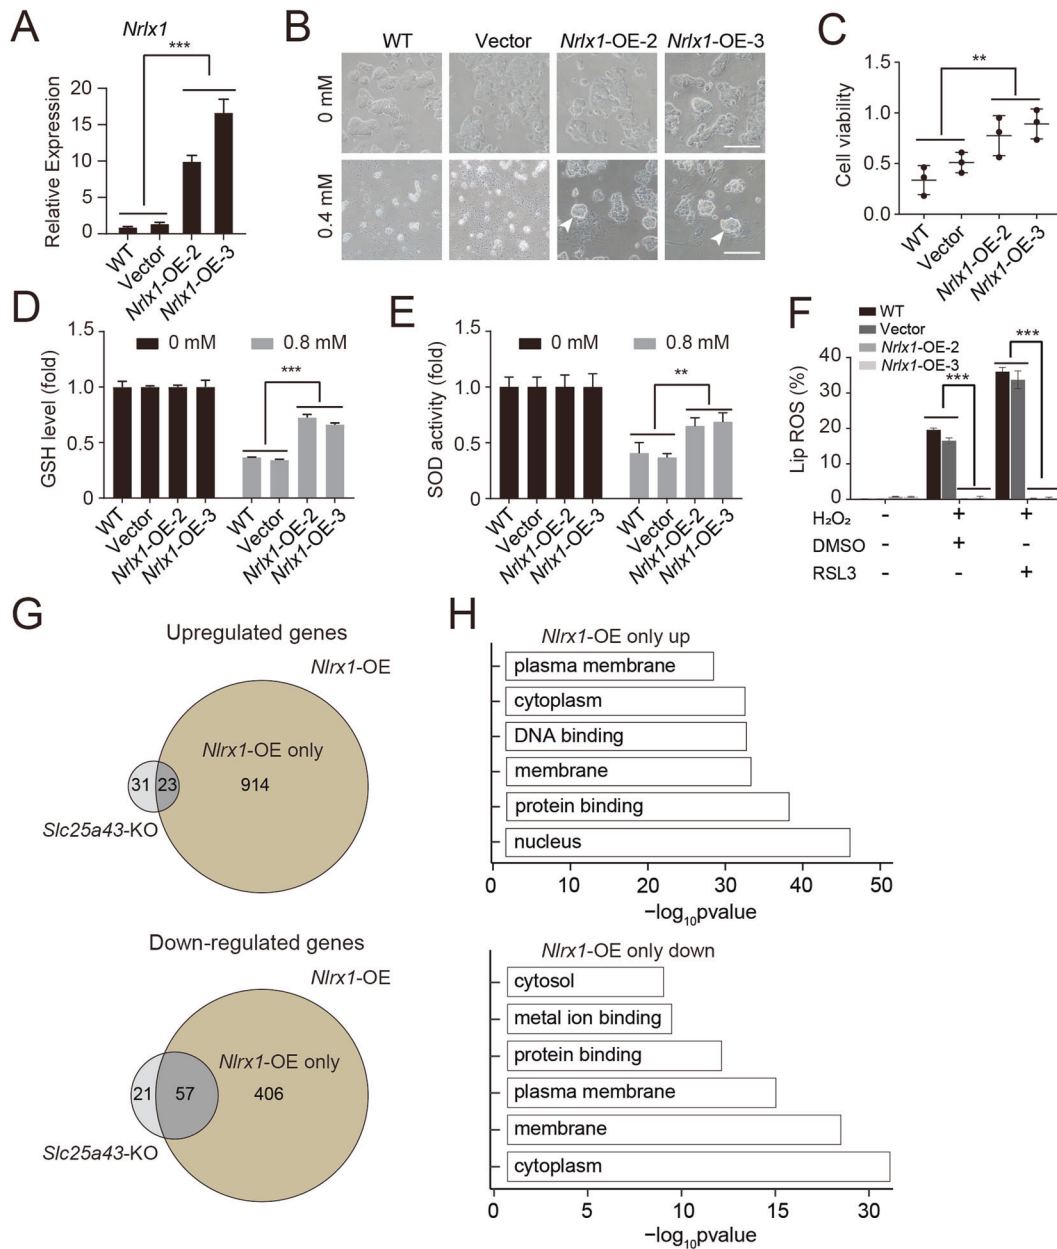 A
Nrlx1
***
Relative Expression
20
15
10
5
0
WT
Vector
Nrlx1-OE-2
Nrlx1-OE-3
B
WT
Vector
Nrlx1-OE-2
Nrlx1-OE-3
0 mM
0.4 mM
C
**
Cell viability
1.5
1.0
0.5
0.0
WT
Vector
Nrlx1-OE-2
Nrlx1-OE-3
D
0 mM
0.8 mM
***
GSH level (fold)
1.5
1.0
0.5
0
WT
Vector
Nrlx1-OE-2
Nrlx1-OE-3
WT
Vector
Nrlx1-OE-2
Nrlx1-OE-3
E
0 mM
0.8 mM
**
SOD activity (fold)
1.5
1.0
0.5
0
WT
Vector
Nrlx1-OE-2
Nrlx1-OE-3
WT
Vector
Nrlx1-OE-2
Nrlx1-OE-3
F
WT
Vector
Nrlx1-OE-2
Nrlx1-OE-3
***
***
Lip ROS (%)
40
30
20
10
0
H₂O₂ - + +
DMSO - + -
RSL3 - - +
G
Upregulated genes
Nlrx1-OE
Nlrx1-OE only
31 23 914
Slc25a43-KO
Down-regulated genes
Nlrx1-OE
Nlrx1-OE only
21 57 406
Slc25a43-KO
H
Nlrx1-OE only up
plasma membrane
cytoplasm
DNA binding
membrane
protein binding
nucleus
0 10 20 30 40 50
−log₁₀pvalue
Nlrx1-OE only down
cytosol
metal ion binding
protein binding
plasma membrane
membrane
cytoplasm
0 5 10 15 30
−log₁₀pvalue